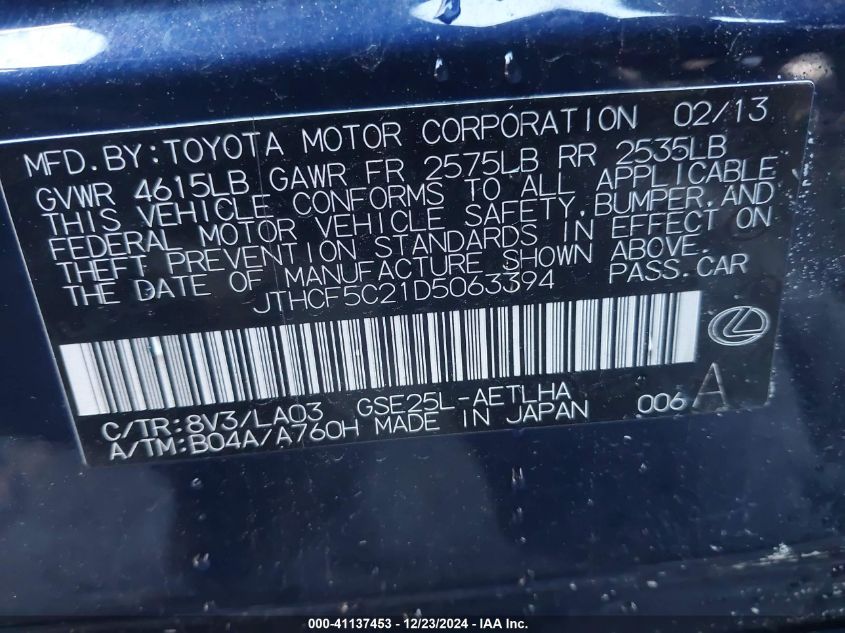 MFD.BY:TOYOTA MOTOR CORPORATION 02/13
GVWR 4615LB GAWR FR 2575LB RR 2535LB
THIS VEHICLE CONFORMS TO ALL APPLICABLE
FEDERAL MOTOR VEHICLE SAFETY,BUMPER,AND
THEFT PREVENTION STANDARDS IN EFFECT ON
THE DATE OF MANUFACTURE SHOWN ABOVE.
JTHCF5C21D5063394 PASS.CAR
C/TR:8V3/LA03 GSE25L-AETLHA
A/TM:B04A/A760H MADE IN JAPAN 006 A
000-41137453 - 12/23/2024 - IAA Inc.